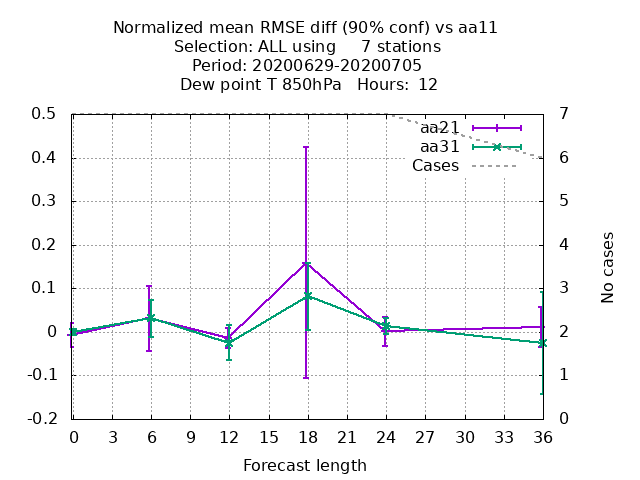 Normalized mean RMSE diff (90% conf) vs aa11
Selection: ALL using     7 stations
Period: 20200629-20200705
Dew point T 850hPa   Hours:  12
aa21
aa31
Cases
0.5
0.4
0.3
0.2
0.1
0
-0.1
-0.2
7
6
5
4
3
2
1
0
No cases
0 3 6 9 12 15 18 21 24 27 30 33 36
Forecast length